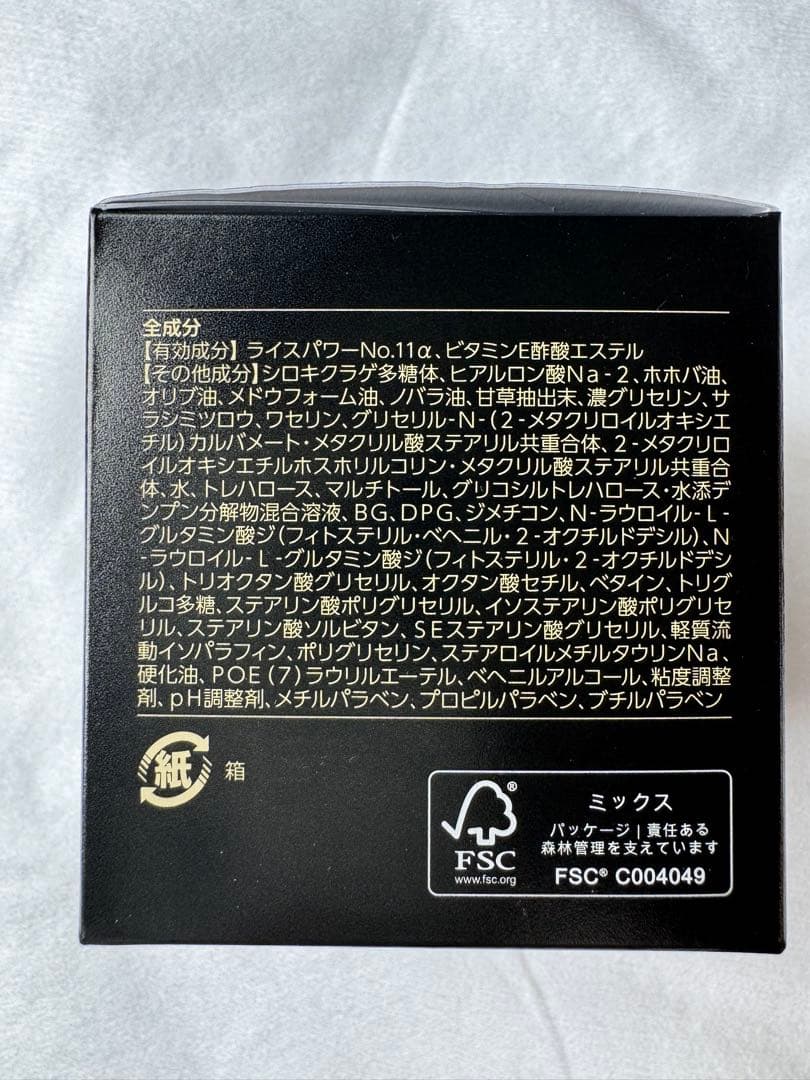 全成分
【有効成分】ライスパワーNo.11α、ビタミンE酢酸エステル
【その他成分】シロキクラゲ多糖体、ヒアルロン酸Na-2、ホホバ油、
オリブ油、メドウフォーム油、ノバラ油、甘草抽出末、濃グリセリン、サ
ラシミツロウ、ワセリン、グリセリル-N-（2-メタクリロイルオキシエ
チル）カルバメート・メタクリル酸ステアリル共重合体、2-メタクリロ
イルオキシエチルホスホリルコリン・メタクリル酸ステアリル共重合
体、水、トレハロース、マルチトール、グリコシルトレハロース・水添デ
ンプン分解物混合溶液、BG、DPG、ジメチコン、N-ラウロイル-L-
グルタミン酸ジ（フィトステリル・ベヘニル・2-オクチルドデシル）、N
-ラウロイル-L-グルタミン酸ジ（フィトステリル・2-オクチルドデシ
ル）、トリオクタン酸グリセリル、オクタン酸セチル、ベタイン、トリグ
ルコ多糖、ステアリン酸ポリグリセリル、イソステアリン酸ポリグリセ
リル、ステアリン酸ソルビタン、SEステアリン酸グリセリル、軽質流
動イソパラフィン、ポリグリセリン、ステアロイルメチルタウリンNa、
硬化油、POE（7）ラウリルエーテル、ベヘニルアルコール、粘度調整
剤、pH調整剤、メチルパラベン、プロピルパラベン、ブチルパラベン
紙 箱
FSC®
www.fsc.org
ミックス
パッケージ|責任ある
森林管理を支えています
FSC® C004049